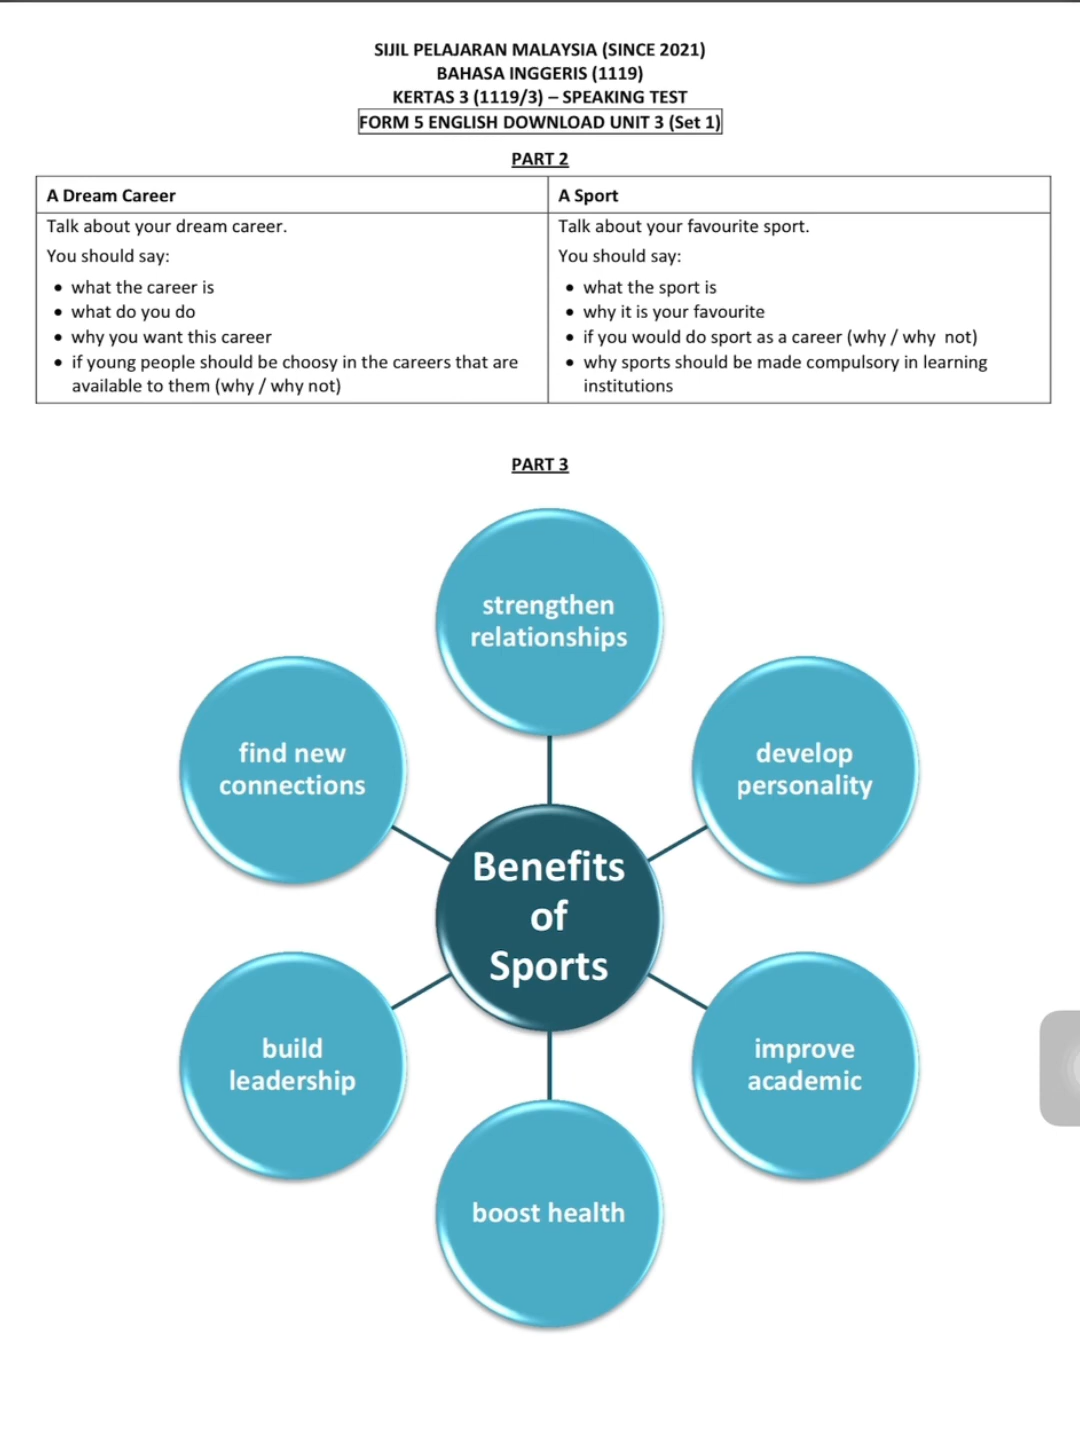 SIJIL PELAJARAN MALAYSIA (SINCE 2021)
BAHASA INGGERIS (1119)
KERTAS 3 (1119/3) – SPEAKING TEST
FORM 5 ENGLISH DOWNLOAD UNIT 3 (Set 1)
PART 2
A Dream Career
Talk about your dream career.
You should say:
• what the career is
• what do you do
• why you want this career
• if young people should be choosy in the careers that are
available to them (why / why not)
A Sport
Talk about your favourite sport.
You should say:
• what the sport is
• why it is your favourite
• if you would do sport as a career (why / why  not)
• why sports should be made compulsory in learning
institutions
PART 3
strengthen
relationships
find new
connections
develop
personality
Benefits
of
Sports
build
leadership
improve
academic
boost health